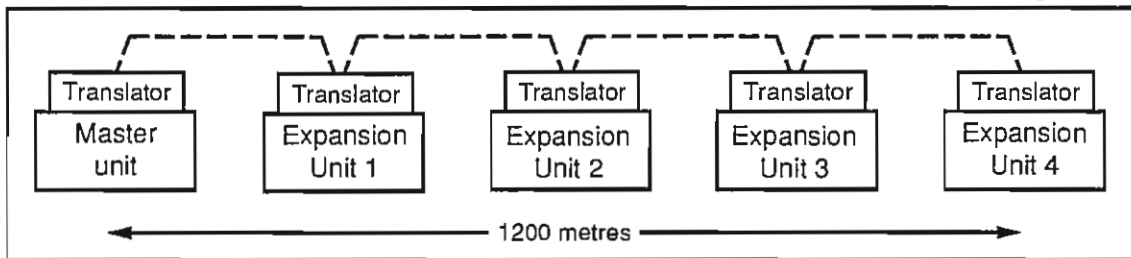 Translator
Master
unit
Translator
Expansion
Unit 1
Translator
Expansion
Unit 2
Translator
Expansion
Unit 3
Translator
Expansion
Unit 4
1200 metres